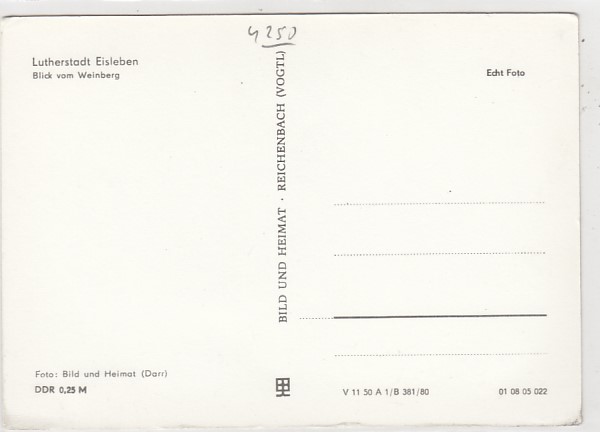 4250
Lutherstadt Eisleben
Blick vom Weinberg
Echt Foto
BILD UND HEIMAT · REICHENBACH (VOGTL)
Foto: Bild und Heimat (Darr)
DDR 0,25 M
V 11 50 A 1/B 381/80
01 08 05 022